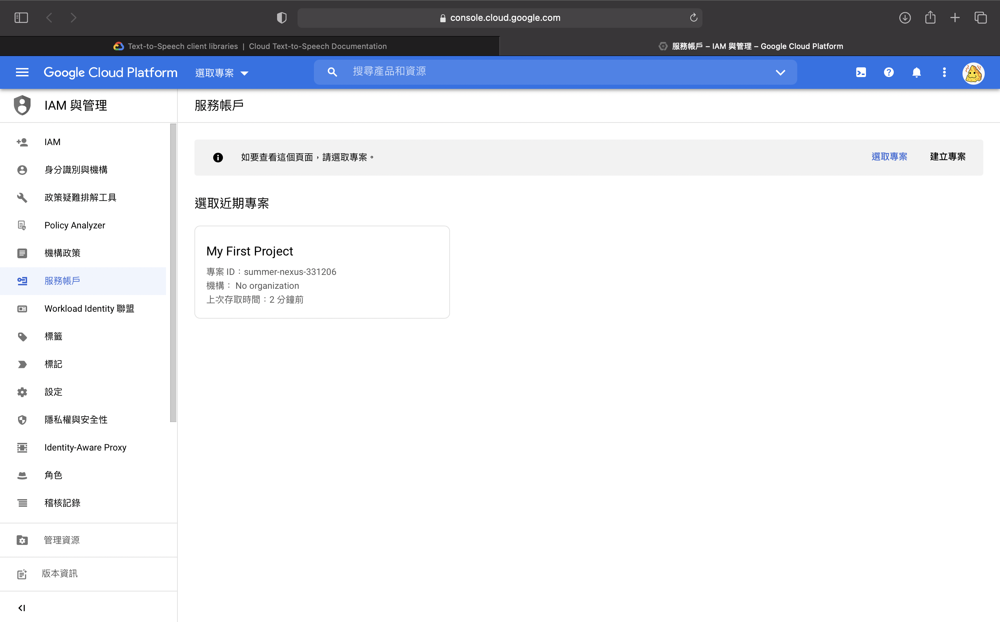 console.cloud.google.com
Text-to-Speech client libraries | Cloud Text-to-Speech Documentation
服務帳戶 – IAM 與管理 – Google Cloud Platform
Google Cloud Platform
選取專案
搜尋產品和資源
IAM 與管理
服務帳戶
IAM
身分識別與機構
政策疑難排解工具
Policy Analyzer
機構政策
服務帳戶
Workload Identity 聯盟
標籤
標記
設定
隱私權與安全性
Identity-Aware Proxy
角色
稽核記錄
管理資源
版本資訊
如要查看這個頁面，請選取專案。
選取專案
建立專案
選取近期專案
My First Project
專案 ID：summer-nexus-331206
機構： No organization
上次存取時間：2 分鐘前